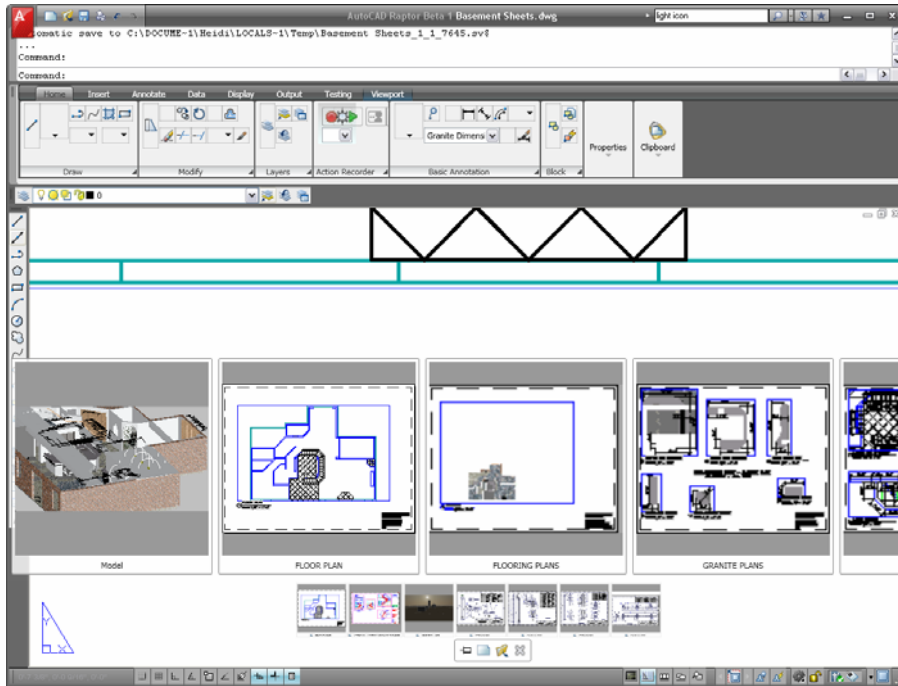 AutoCAD Raptor Beta 1 Basement Sheets.dwg
light icon
omatic save to C:\DOCUME~1\Heidi\LOCALS~1\Temp\Basement Sheets_1_1_7645.sv$
...
Command:
Command:
Home Insert Annotate Data Display Output Testing Viewport
Granite Dimens
Properties
Clipboard
Draw Modify Layers Action Recorder Basic Annotation Block
0
Model FLOOR PLAN FLOORING PLANS GRANITE PLANS
Y
X